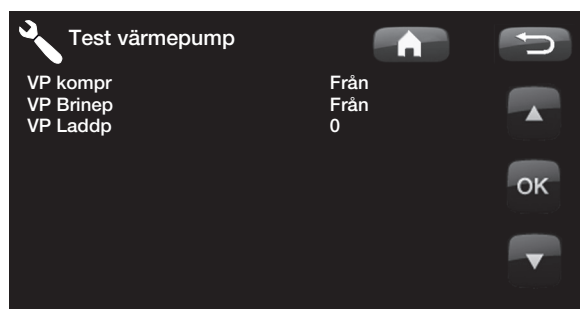 Test värmepump
VP kompr Från
VP Brinep Från
VP Laddp 0
OK